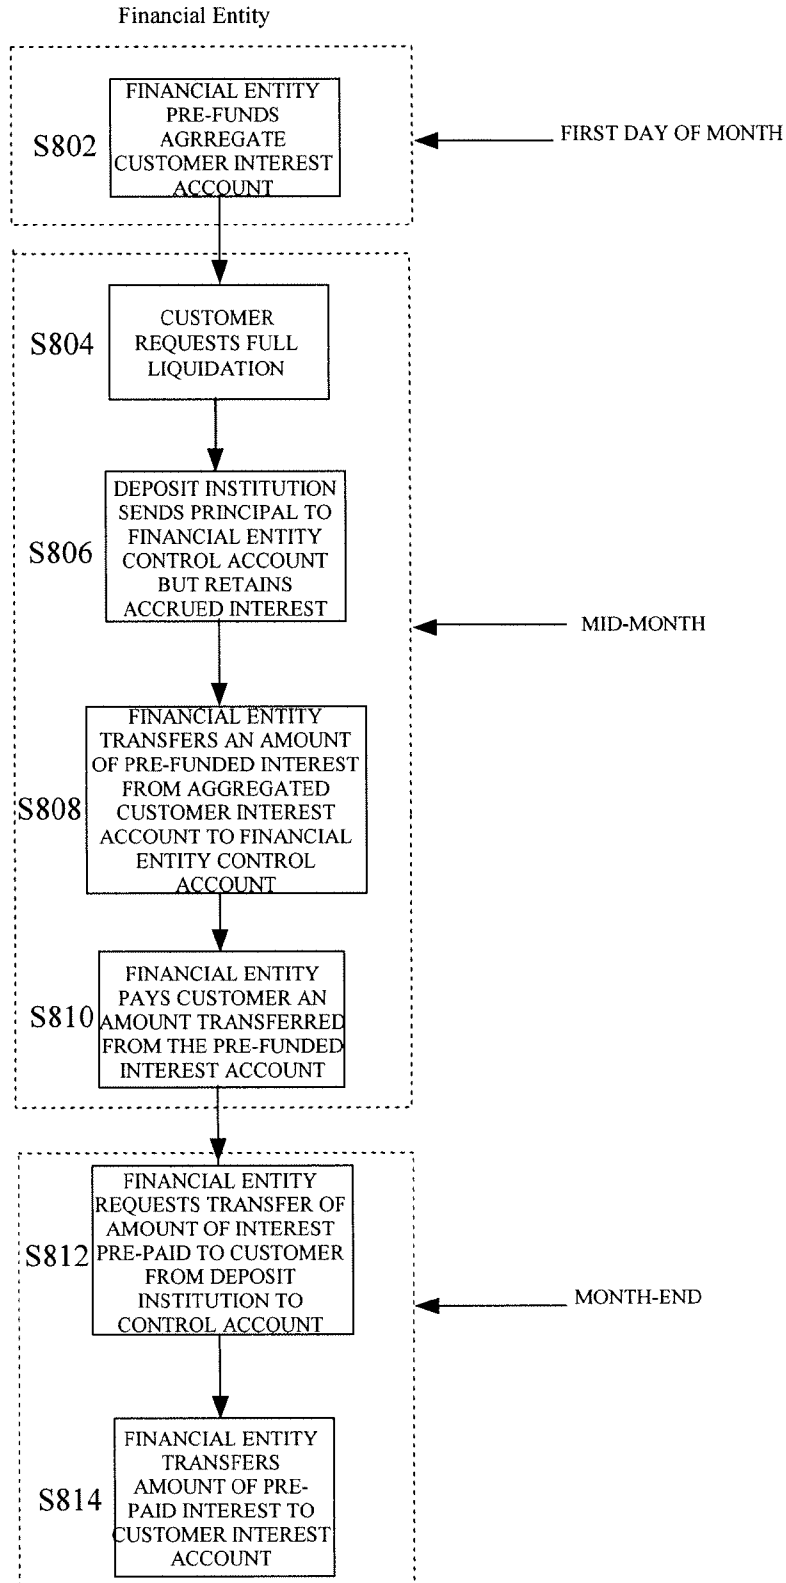 Financial Entity
S802
FINANCIAL ENTITY
PRE-FUNDS
AGRREGATE
CUSTOMER INTEREST
ACCOUNT
FIRST DAY OF MONTH
S804
CUSTOMER
REQUESTS FULL
LIQUIDATION
S806
DEPOSIT INSTITUTION
SENDS PRINCIPAL TO
FINANCIAL ENTITY
CONTROL ACCOUNT
BUT RETAINS
ACCRUED INTEREST
MID-MONTH
S808
FINANCIAL ENTITY
TRANSFERS AN AMOUNT
OF PRE-FUNDED INTEREST
FROM AGGREGATED
CUSTOMER INTEREST
ACCOUNT TO FINANCIAL
ENTITY CONTROL
ACCOUNT
S810
FINANCIAL ENTITY
PAYS CUSTOMER AN
AMOUNT TRANSFERRED
FROM THE PRE-FUNDED
INTEREST ACCOUNT
S812
FINANCIAL ENTITY
REQUESTS TRANSFER OF
AMOUNT OF INTEREST
PRE-PAID TO CUSTOMER
FROM DEPOSIT
INSTITUTION TO
CONTROL ACCOUNT
MONTH-END
S814
FINANCIAL ENTITY
TRANSFERS
AMOUNT OF PRE-
PAID INTEREST TO
CUSTOMER INTEREST
ACCOUNT